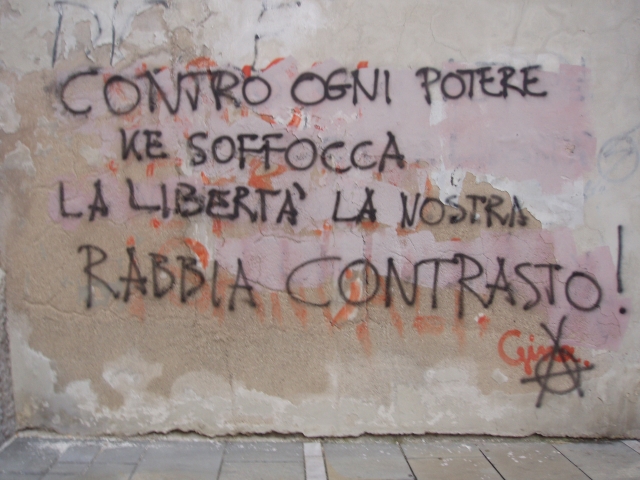 CONTRO OGNI POTERE
KE SOFFOCCA
LA LIBERTA' LA NOSTRA
RABBIA CONTRASTO!